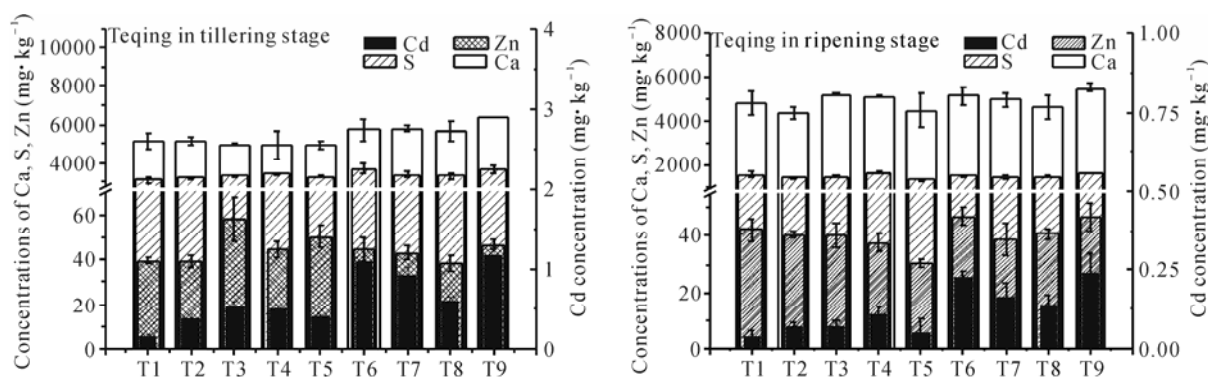 Teqing in tillering stage
Cd
Zn
S
Ca
Concentrations of Ca, S, Zn (mg· kg⁻¹)
10000
8000
6000
4000
60
40
20
0
Cd concentration (mg· kg⁻¹)
4
3
2
1
0
T1 T2 T3 T4 T5 T6 T7 T8 T9
Teqing in ripening stage
Cd
Zn
S
Ca
Concentrations of Ca, S, Zn (mg· kg⁻¹)
8000
6000
4000
2000
40
20
0
Cd concentration (mg· kg⁻¹)
1.00
0.75
0.50
0.25
0.00
T1 T2 T3 T4 T5 T6 T7 T8 T9